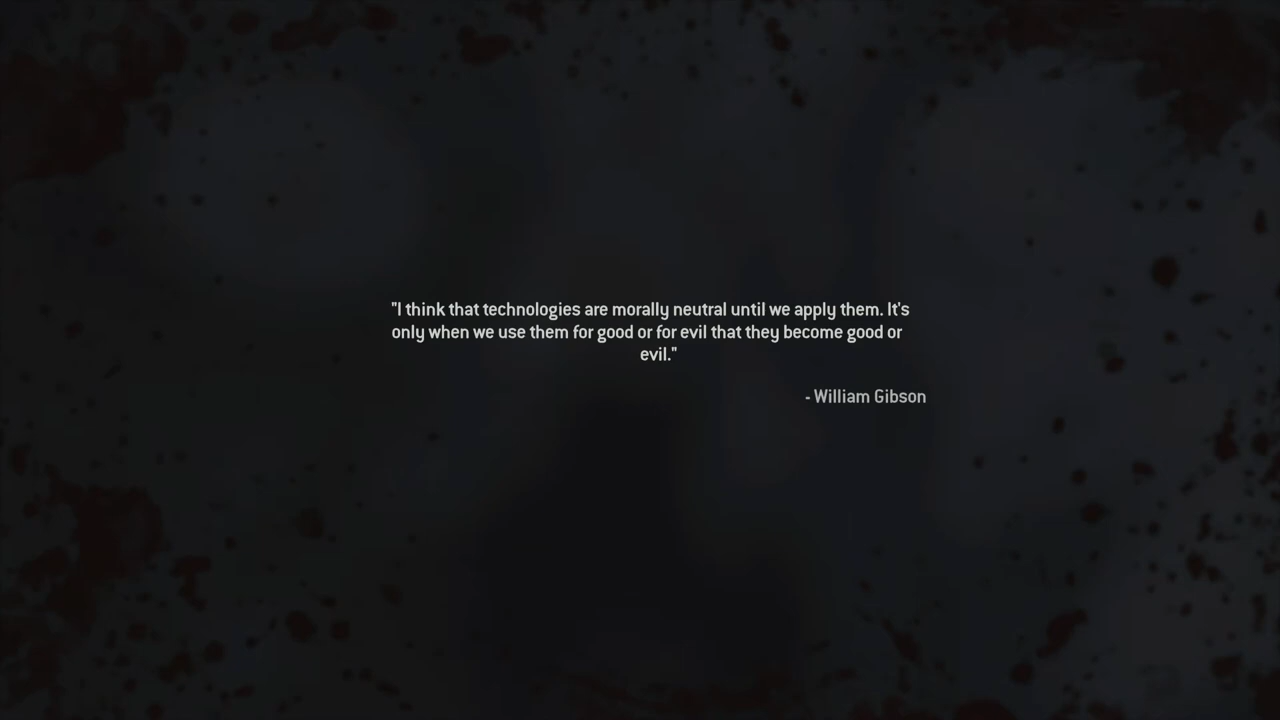 "I think that technologies are morally neutral until we apply them. It's
only when we use them for good or for evil that they become good or
evil."
- William Gibson